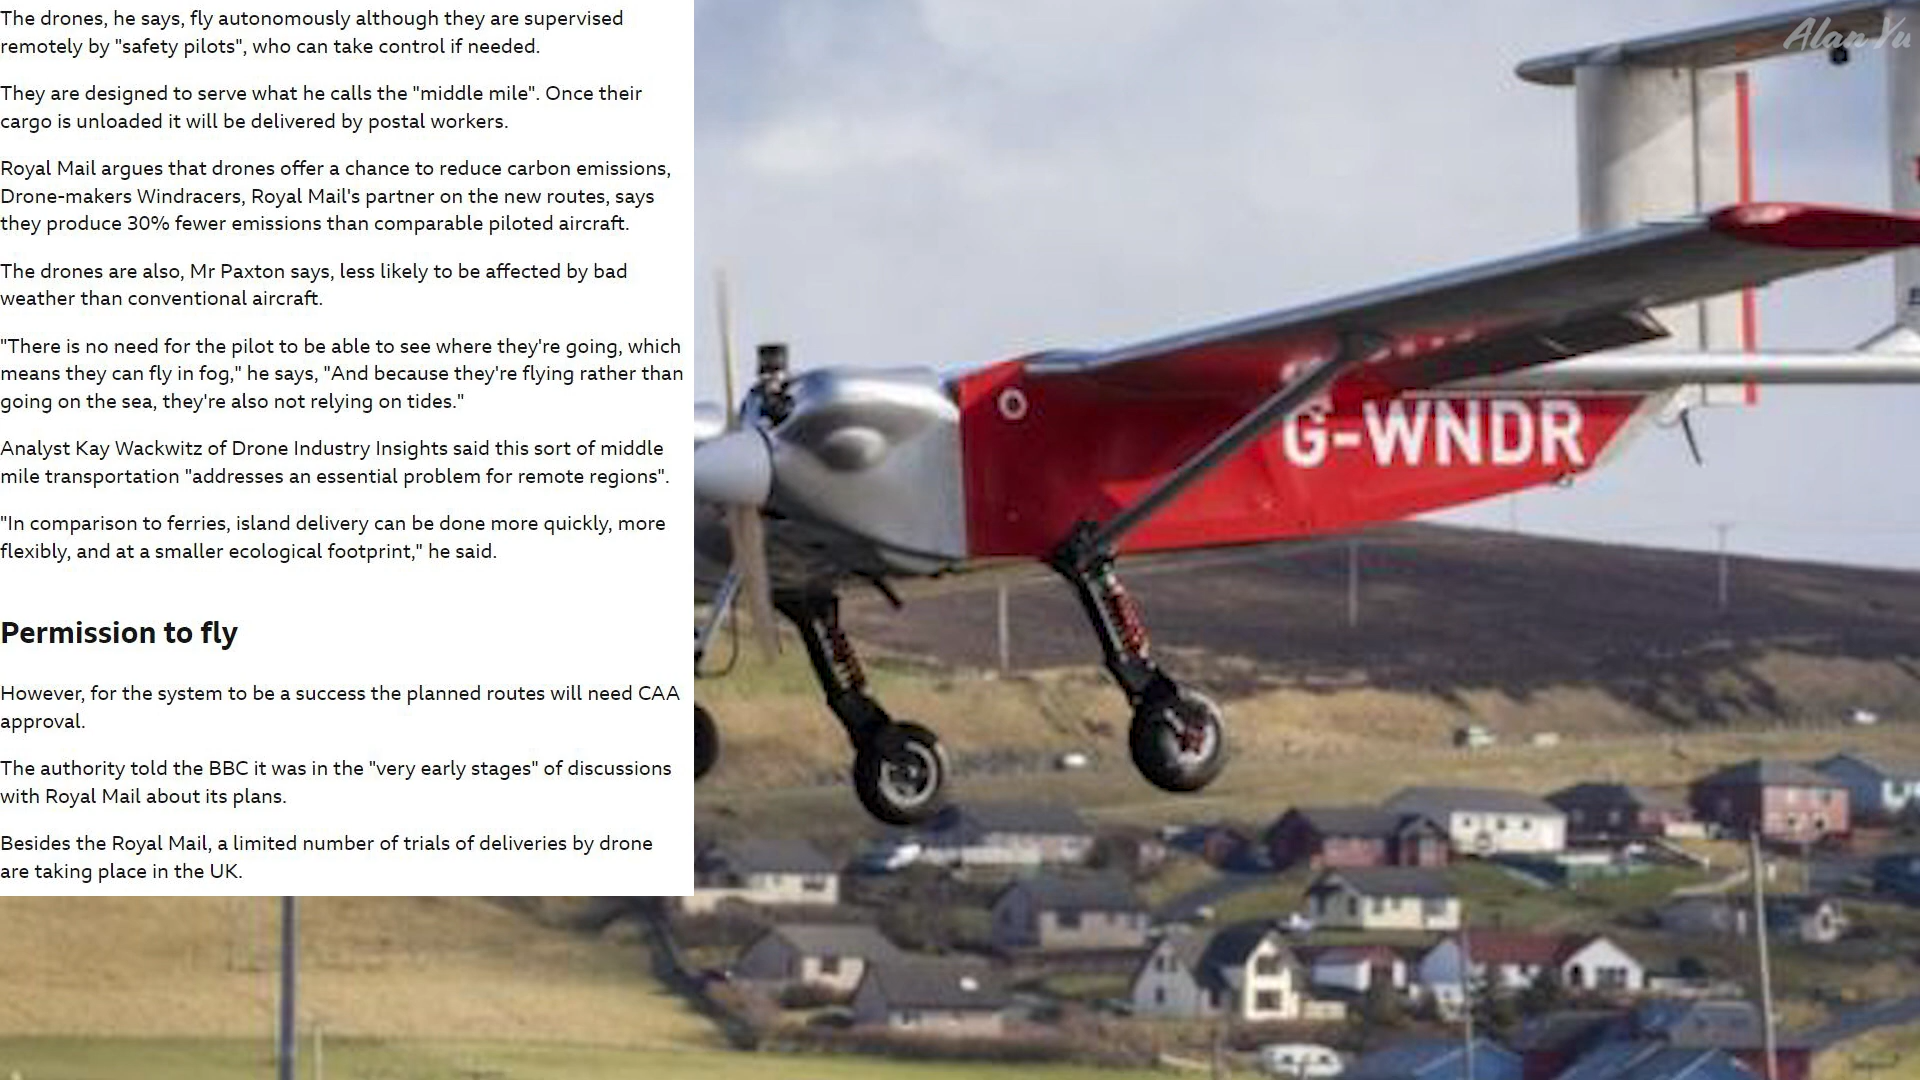 The drones, he says, fly autonomously although they are supervised
remotely by "safety pilots", who can take control if needed.
They are designed to serve what he calls the "middle mile". Once their
cargo is unloaded it will be delivered by postal workers.
Royal Mail argues that drones offer a chance to reduce carbon emissions,
Drone-makers Windracers, Royal Mail's partner on the new routes, says
they produce 30% fewer emissions than comparable piloted aircraft.
The drones are also, Mr Paxton says, less likely to be affected by bad
weather than conventional aircraft.
"There is no need for the pilot to be able to see where they're going, which
means they can fly in fog," he says, "And because they're flying rather than
going on the sea, they're also not relying on tides."
Analyst Kay Wackwitz of Drone Industry Insights said this sort of middle
mile transportation "addresses an essential problem for remote regions".
"In comparison to ferries, island delivery can be done more quickly, more
flexibly, and at a smaller ecological footprint," he said.
Permission to fly
However, for the system to be a success the planned routes will need CAA
approval.
The authority told the BBC it was in the "very early stages" of discussions
with Royal Mail about its plans.
Besides the Royal Mail, a limited number of trials of deliveries by drone
are taking place in the UK.
Alan Yu
G-WNDR